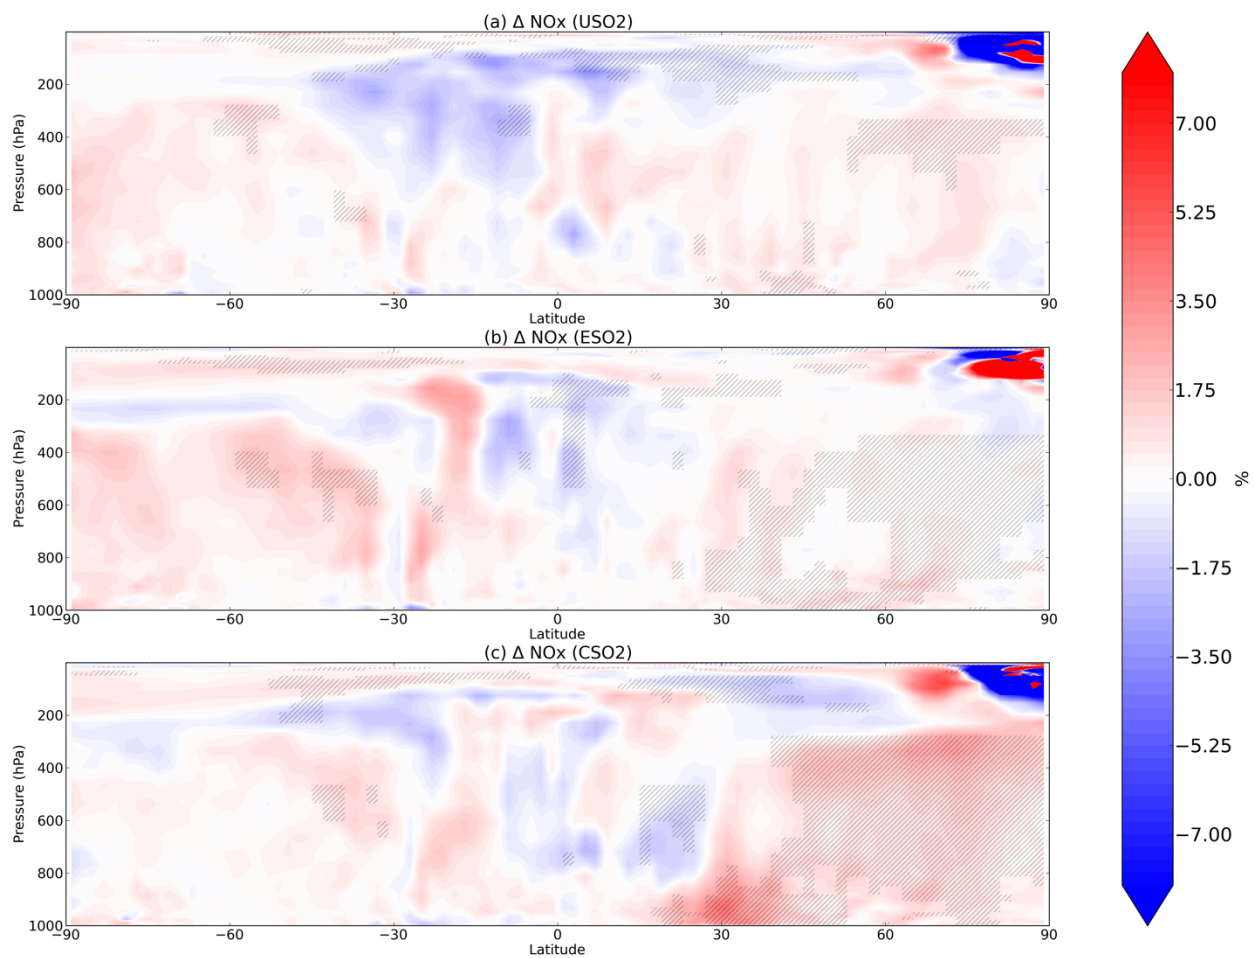 (a) Δ NOx (USO2)
200
400
600
800
1000
Pressure (hPa)
−90 −60 −30 0 30 60 90
Latitude
(b) Δ NOx (ESO2)
200
400
600
800
1000
Pressure (hPa)
−90 −60 −30 0 30 60 90
Latitude
(c) Δ NOx (CSO2)
200
400
600
800
1000
Pressure (hPa)
−90 −60 −30 0 30 60 90
Latitude
7.00
5.25
3.50
1.75
0.00
−1.75
−3.50
−5.25
−7.00
%